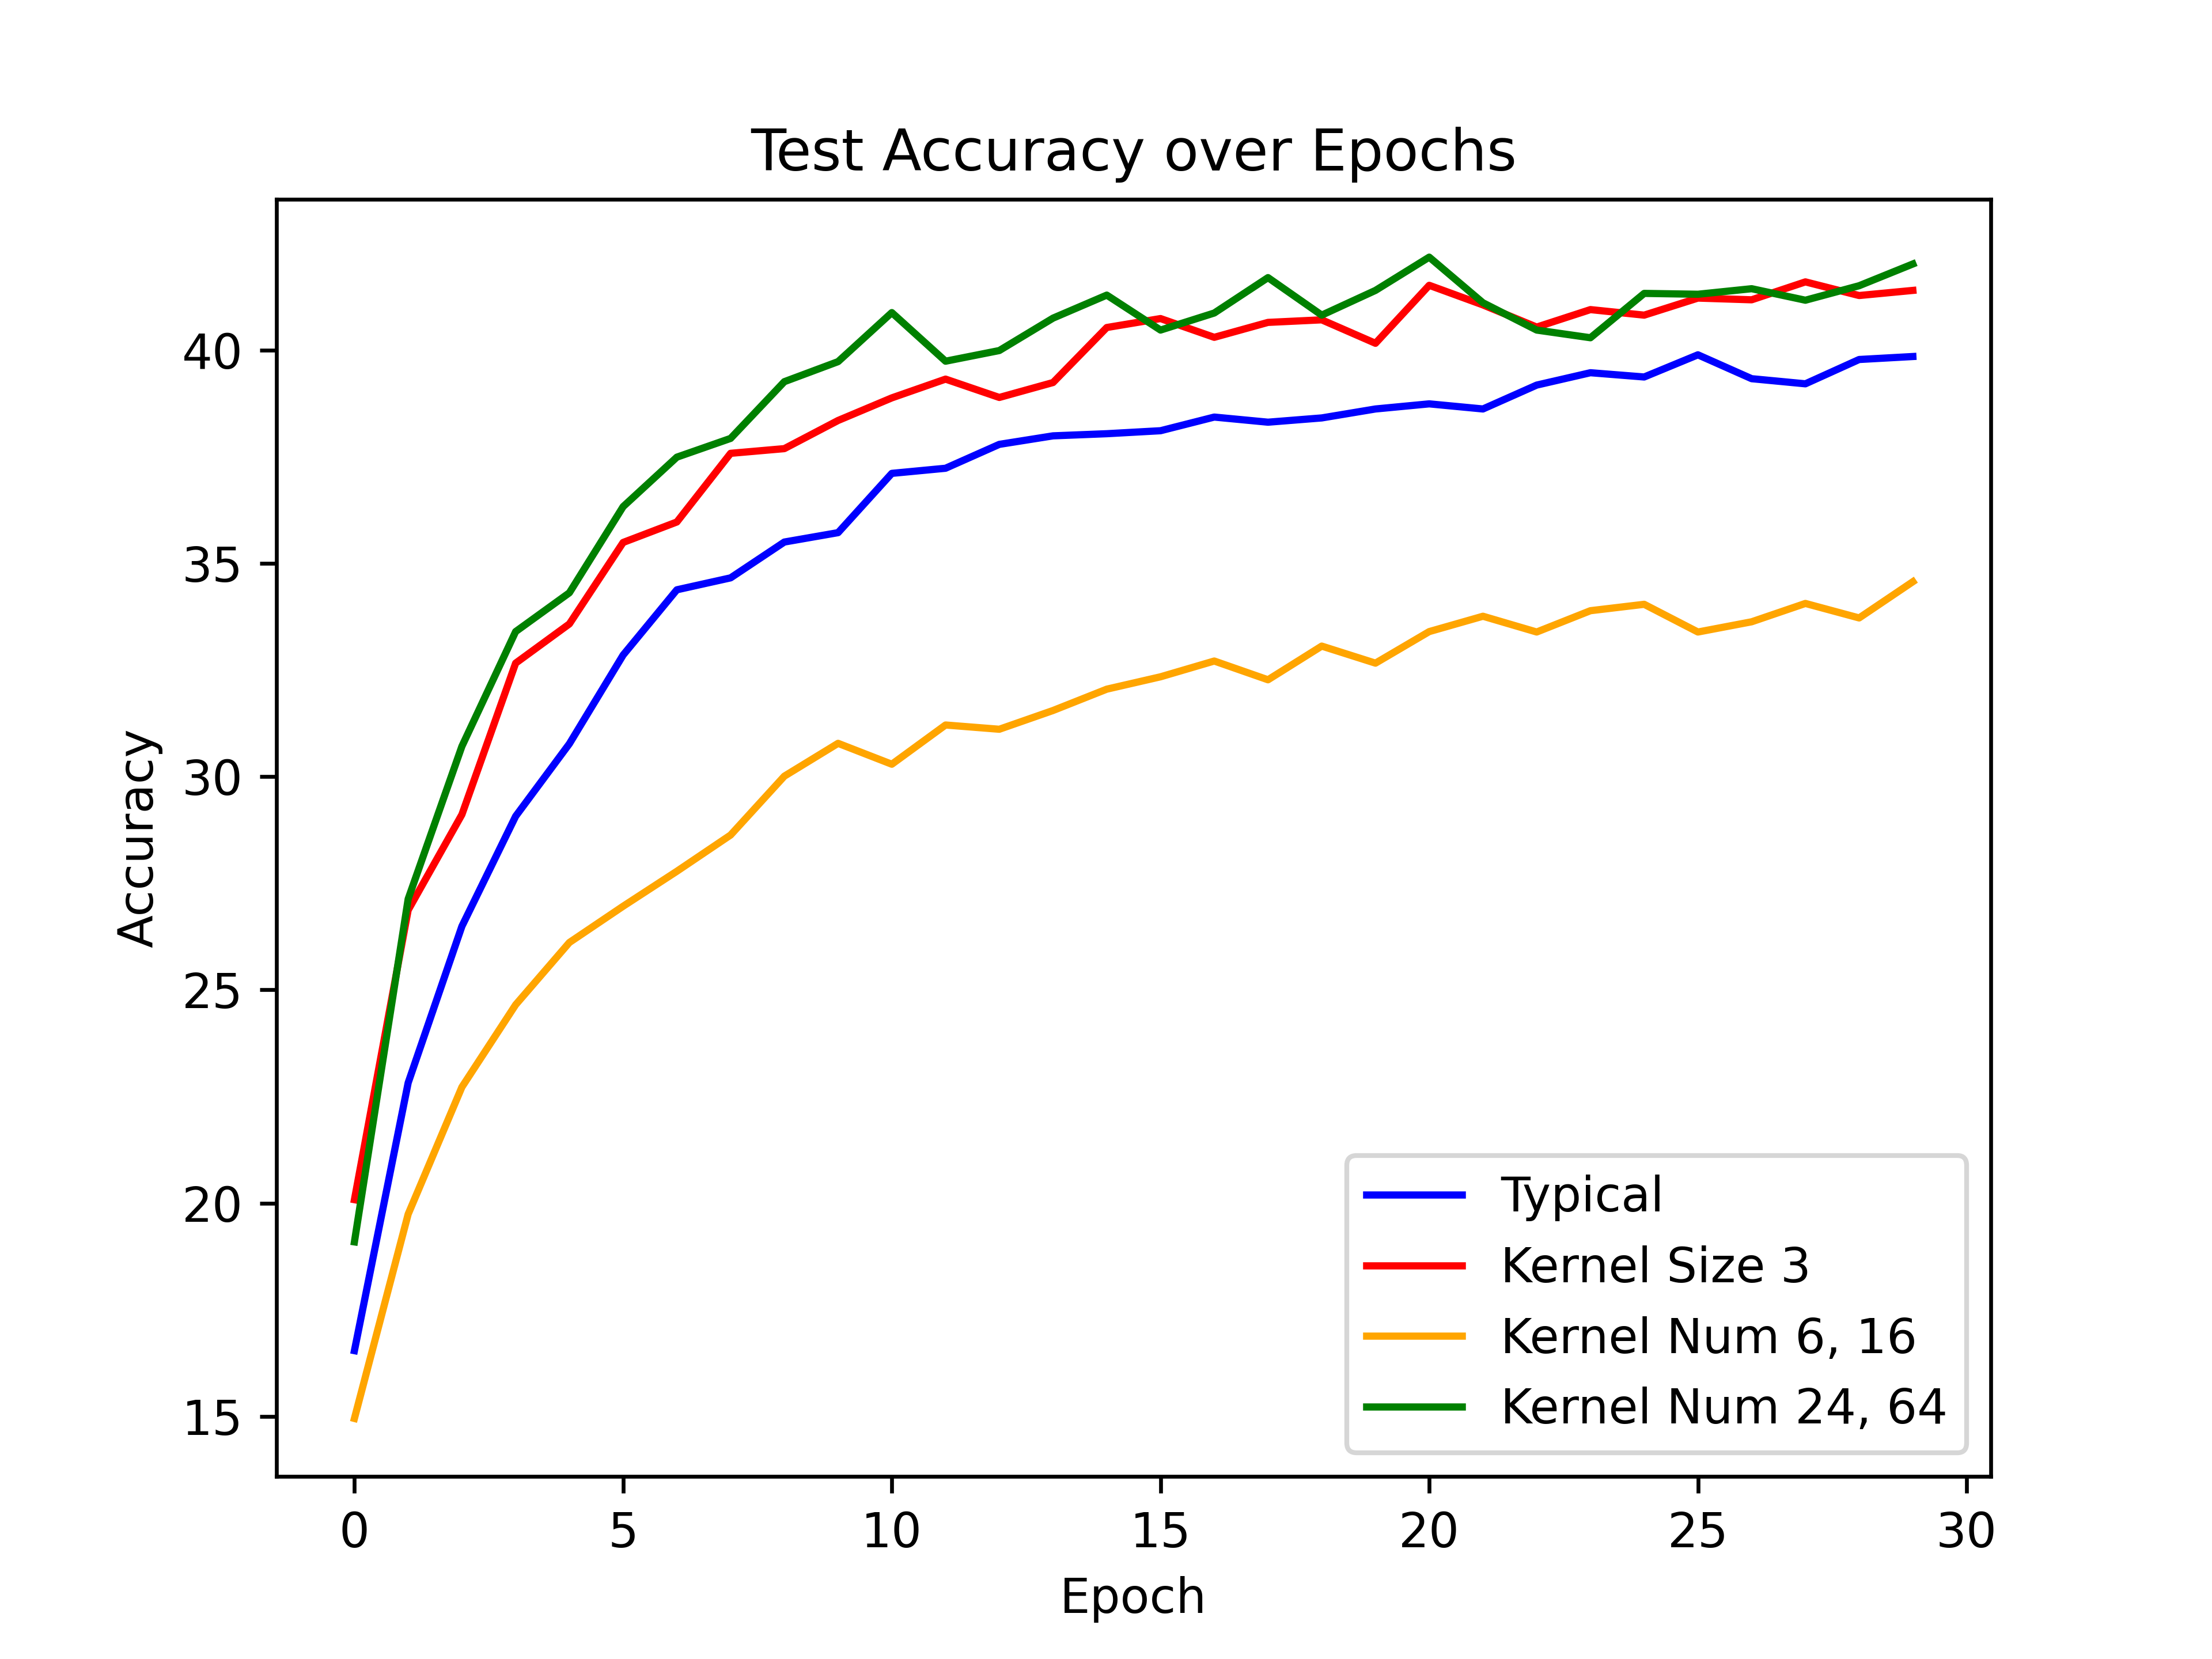 Test Accuracy over Epochs
Accuracy
40
35
30
25
20
15
0 5 10 15 20 25 30
Epoch
Typical
Kernel Size 3
Kernel Num 6, 16
Kernel Num 24, 64